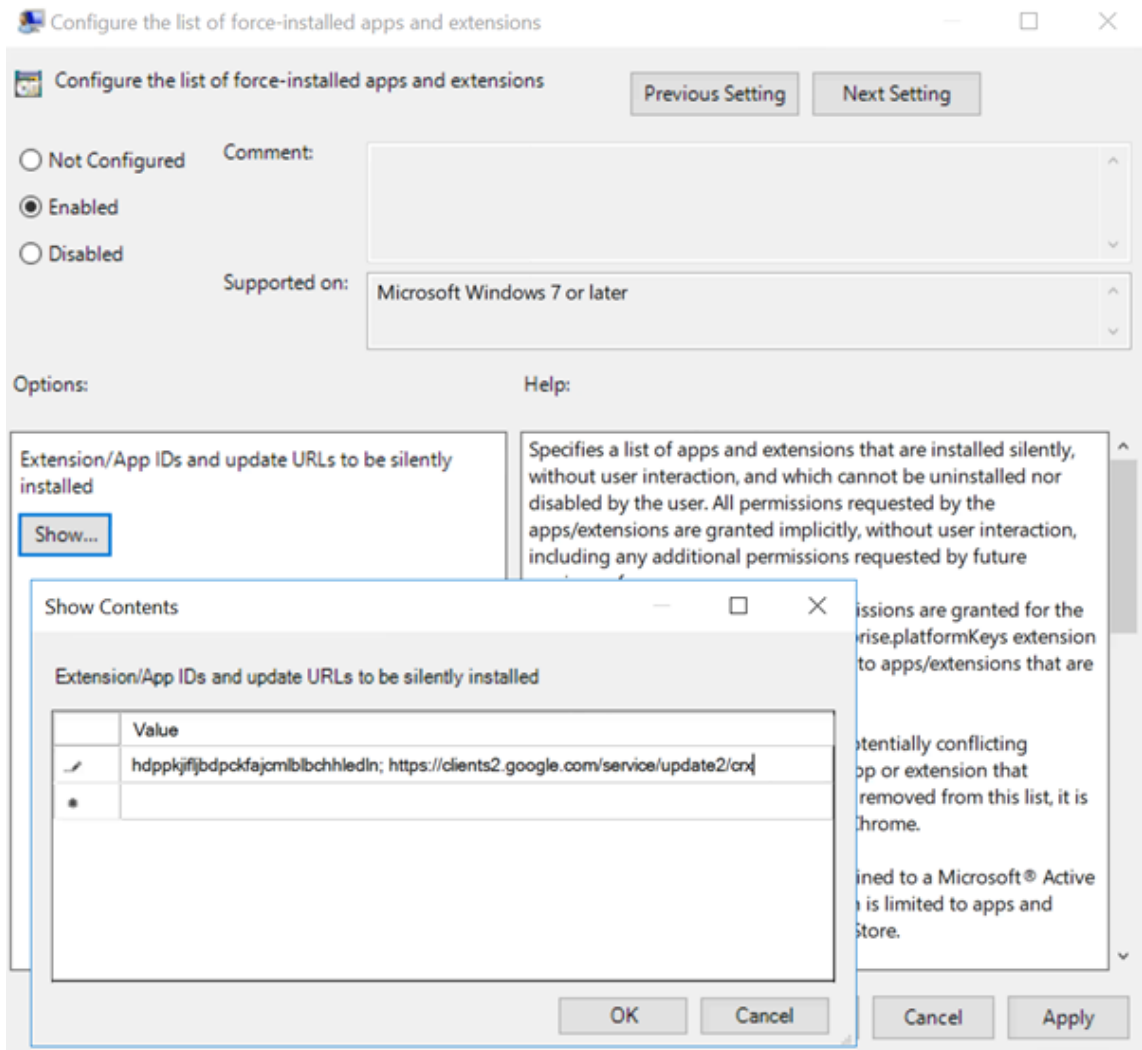 Configure the list of force-installed apps and extensions
Configure the list of force-installed apps and extensions
Previous Setting
Next Setting
Not Configured
Comment:
Enabled
Disabled
Supported on:
Microsoft Windows 7 or later
Options:
Help:
Extension/App IDs and update URLs to be silently
installed
Show...
Specifies a list of apps and extensions that are installed silently,
without user interaction, and which cannot be uninstalled nor
disabled by the user. All permissions requested by the
apps/extensions are granted implicitly, without user interaction,
including any additional permissions requested by future
issions are granted for the
rise.platformKeys extension
to apps/extensions that are
tentially conflicting
op or extension that
removed from this list, it is
Chrome.
ined to a Microsoft® Active
is limited to apps and
Store.
Show Contents
Extension/App IDs and update URLs to be silently installed
Value
hdppkjifljbdpckfajcmlblbchhledln; https://clients2.google.com/service/update2/crx
OK
Cancel
Cancel
Apply